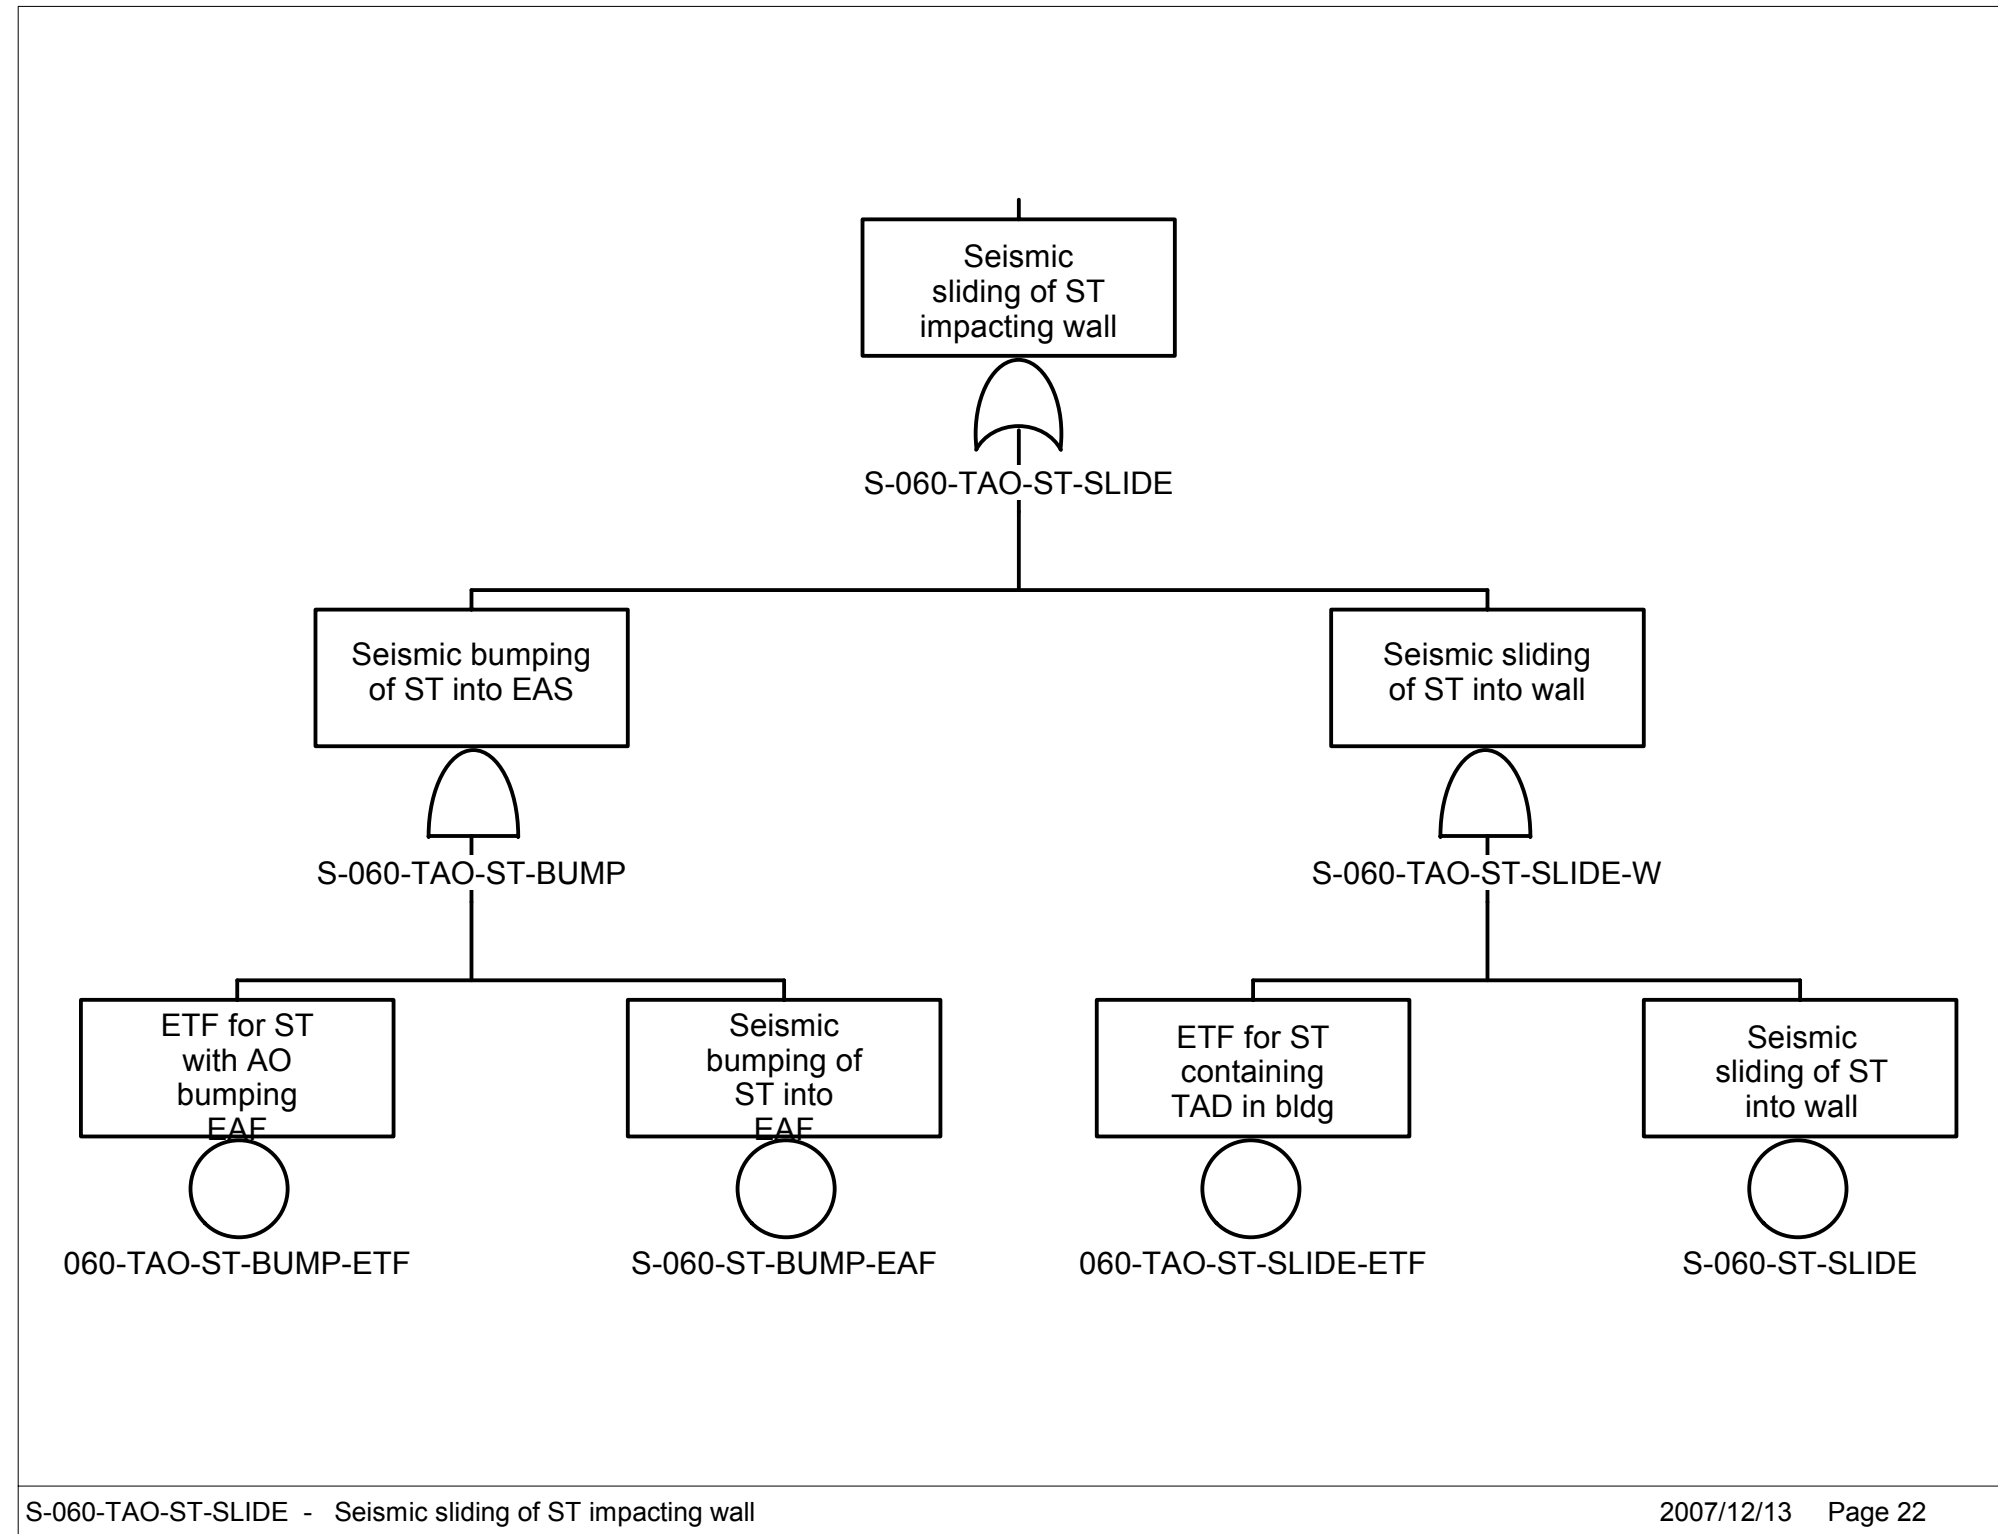 Seismic
sliding of ST
impacting wall
S-060-TAO-ST-SLIDE
Seismic bumping
of ST into EAS
S-060-TAO-ST-BUMP
Seismic sliding
of ST into wall
S-060-TAO-ST-SLIDE-W
ETF for ST
with AO
bumping
EAF
060-TAO-ST-BUMP-ETF
Seismic
bumping of
ST into
EAF
S-060-ST-BUMP-EAF
ETF for ST
containing
TAD in bldg
060-TAO-ST-SLIDE-ETF
Seismic
sliding of ST
into wall
S-060-ST-SLIDE
S-060-TAO-ST-SLIDE - Seismic sliding of ST impacting wall
2007/12/13 Page 22